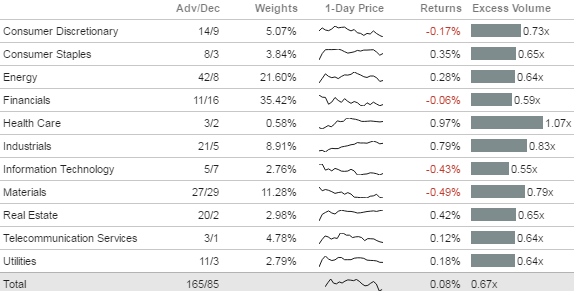 Adv/Dec Weights 1-Day Price Returns Excess Volume
Consumer Discretionary 14/9 5.07% -0.17% 0.73x
Consumer Staples 8/3 3.84% 0.35% 0.65x
Energy 42/8 21.60% 0.28% 0.64x
Financials 11/16 35.42% -0.06% 0.59x
Health Care 3/2 0.58% 0.97% 1.07x
Industrials 21/5 8.91% 0.79% 0.83x
Information Technology 5/7 2.76% -0.43% 0.55x
Materials 27/29 11.28% -0.49% 0.79x
Real Estate 20/2 2.98% 0.42% 0.65x
Telecommunication Services 3/1 4.78% 0.12% 0.64x
Utilities 11/3 2.79% 0.18% 0.64x
Total 165/85 0.08% 0.67x